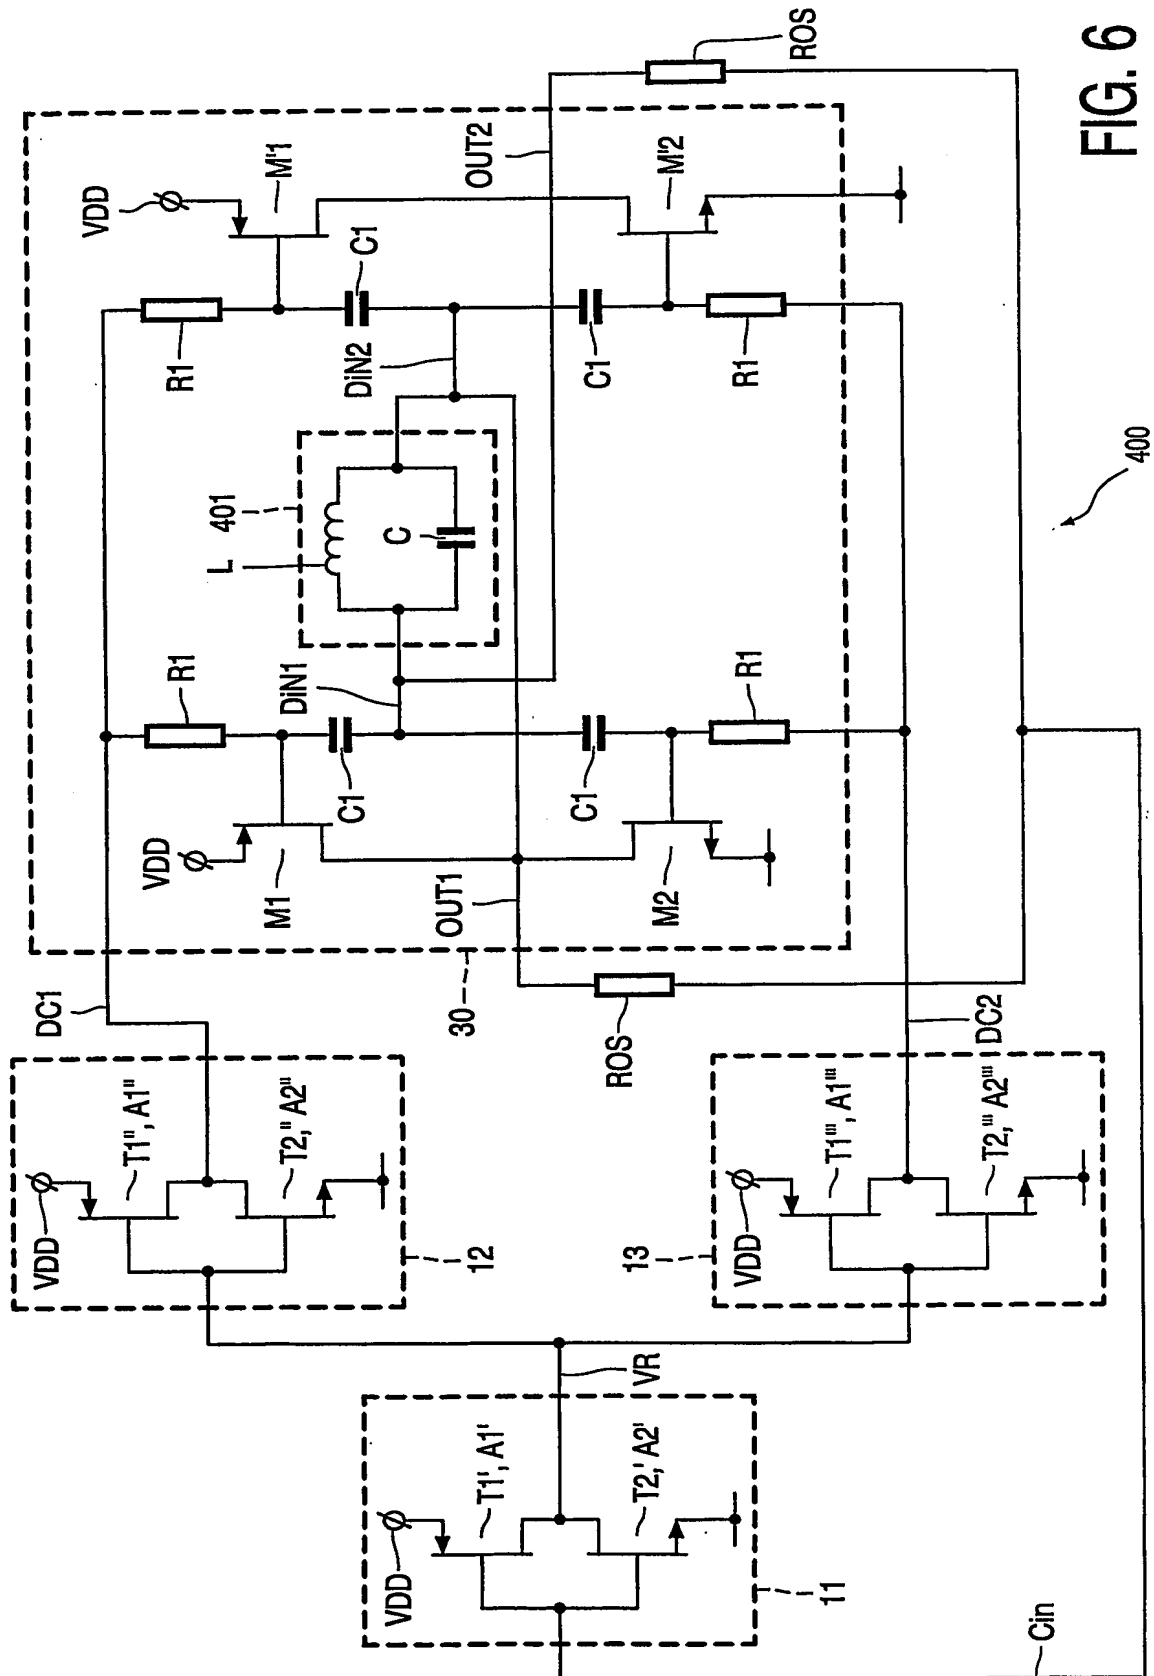 FIG. 6
400
ROS
OUT2
VDD
M'1
M'2
C1
R1
DiN2
C1
R1
401
L
C
R1
DiN1
C1
C1
R1
VDD
M1
OUT1
M2
30
ROS
DC1
DC2
VDD
T1'', A1''
T2,'' A2''
12
VDD
T1''', A1'''
T2,''' A2'''
13
VR
VDD
T1', A1'
T2,' A2'
11
Cin